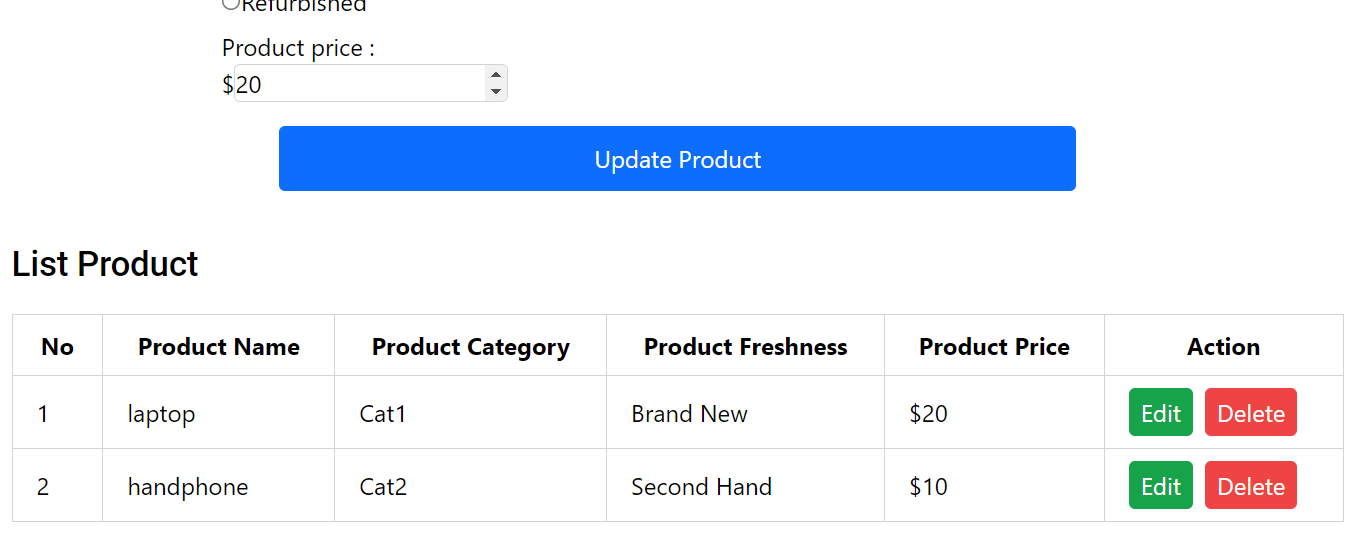 Refurbished
Product price :
$20
Update Product
List Product
No Product Name Product Category Product Freshness Product Price Action
1 laptop Cat1 Brand New $20 Edit Delete
2 handphone Cat2 Second Hand $10 Edit Delete